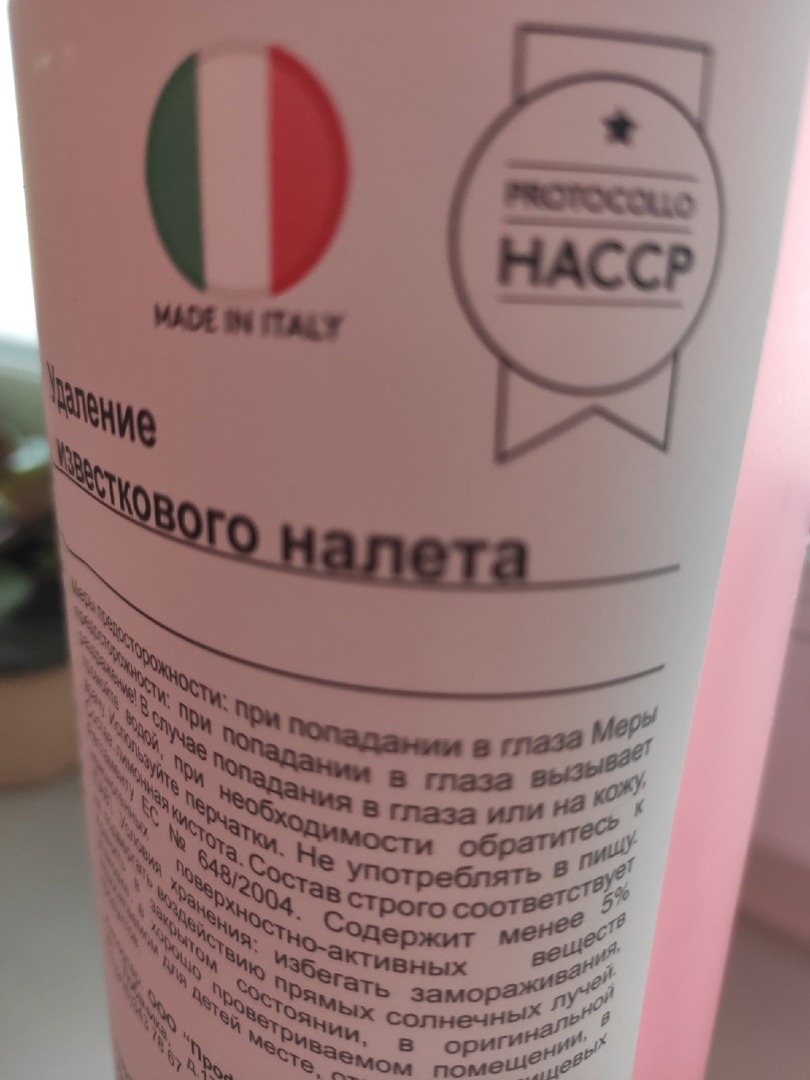 MADE IN ITALY
PROTOCOLLO
HACCP
Удаление
известкового налета
Меры предосторожности: при попадании в глаза Меры
предосторожности: при попадании в глаза вызывает
раздражение! В случае попадания в глаза или на кожу,
промойте водой, при необходимости обратитесь к
врачу. Используйте перчатки. Не употреблять в пищу.
лимонная кислота. Состав строго соответствует
регламенту ЕС № 648/2004. Содержит менее 5%
поверхностно-активных веществ
условия хранения: избегать замораживания,
воздействию прямых солнечных лучей.
в закрытом состоянии, в оригинальной
хорошо проветриваемом помещении, в
для детей месте,
ООО "Проф